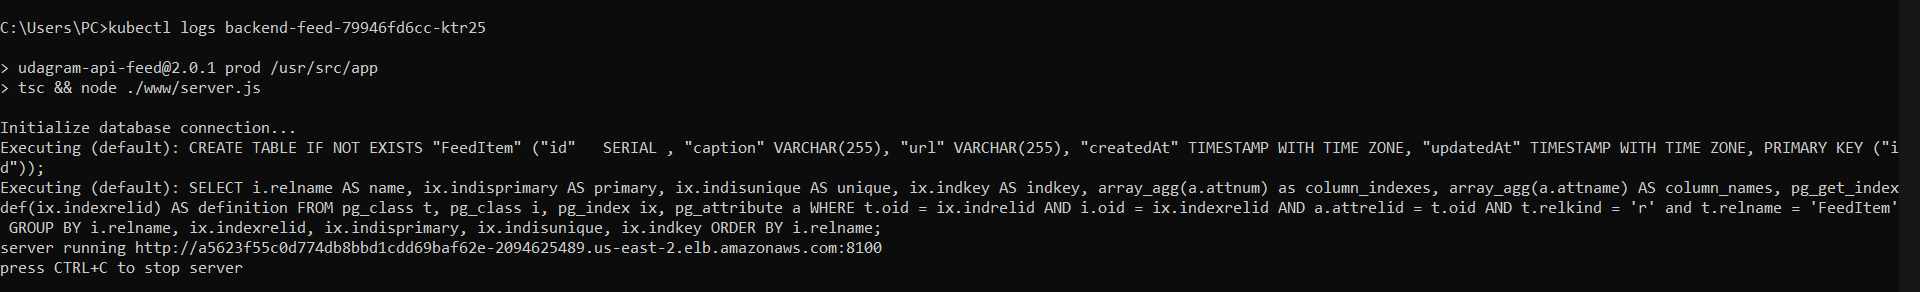 C:\Users\PC>kubectl logs backend-feed-79946fd6cc-ktr25
> udagram-api-feed@2.0.1 prod /usr/src/app
> tsc && node ./www/server.js
Initialize database connection...
Executing (default): CREATE TABLE IF NOT EXISTS "FeedItem" ("id"   SERIAL , "caption" VARCHAR(255), "url" VARCHAR(255), "createdAt" TIMESTAMP WITH TIME ZONE, "updatedAt" TIMESTAMP WITH TIME ZONE, PRIMARY KEY ("i
d"));
Executing (default): SELECT i.relname AS name, ix.indisprimary AS primary, ix.indisunique AS unique, ix.indkey AS indkey, array_agg(a.attnum) as column_indexes, array_agg(a.attname) AS column_names, pg_get_index
def(ix.indexrelid) AS definition FROM pg_class t, pg_class i, pg_index ix, pg_attribute a WHERE t.oid = ix.indrelid AND i.oid = ix.indexrelid AND a.attrelid = t.oid AND t.relkind = 'r' and t.relname = 'FeedItem'
 GROUP BY i.relname, ix.indexrelid, ix.indisprimary, ix.indisunique, ix.indkey ORDER BY i.relname;
server running http://a5623f55c0d774db8bbd1cdd69baf62e-2094625489.us-east-2.elb.amazonaws.com:8100
press CTRL+C to stop server